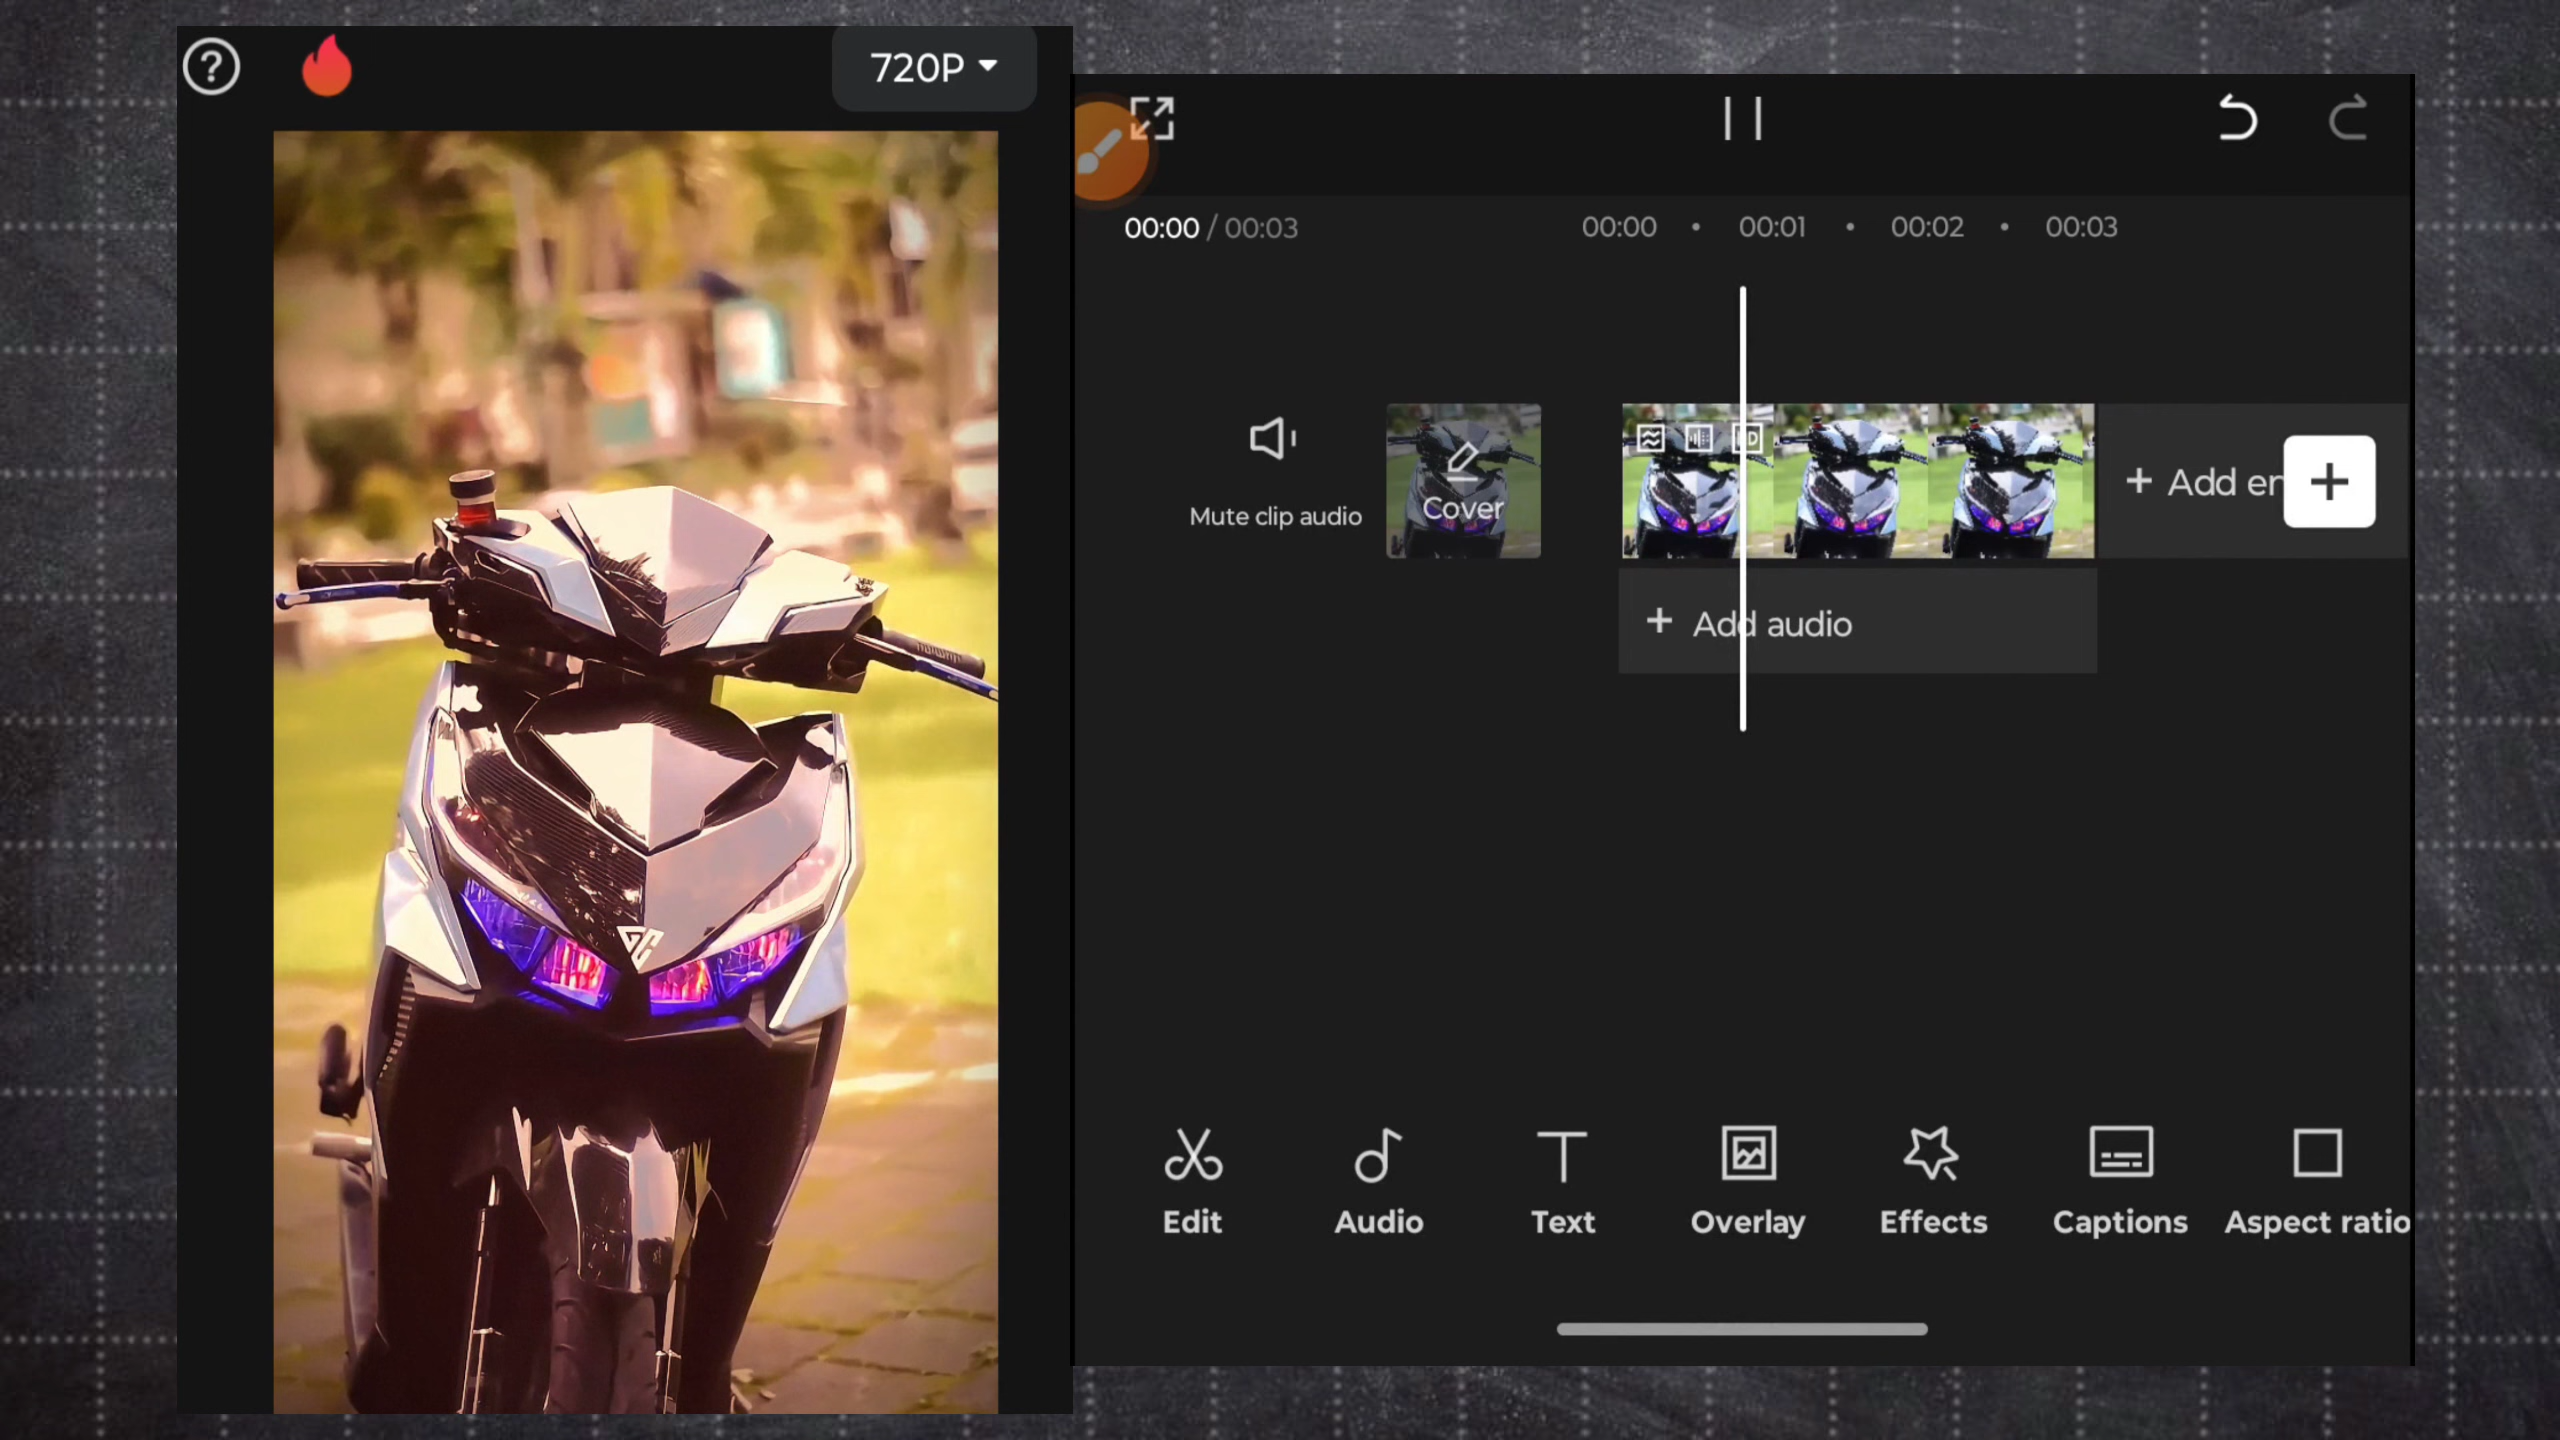 720P
00:00 / 00:03
00:00 • 00:01 • 00:02 • 00:03
Mute clip audio
Cover
+ Add en
+ Add audio
Edit
Audio
Text
Overlay
Effects
Captions
Aspect ratio